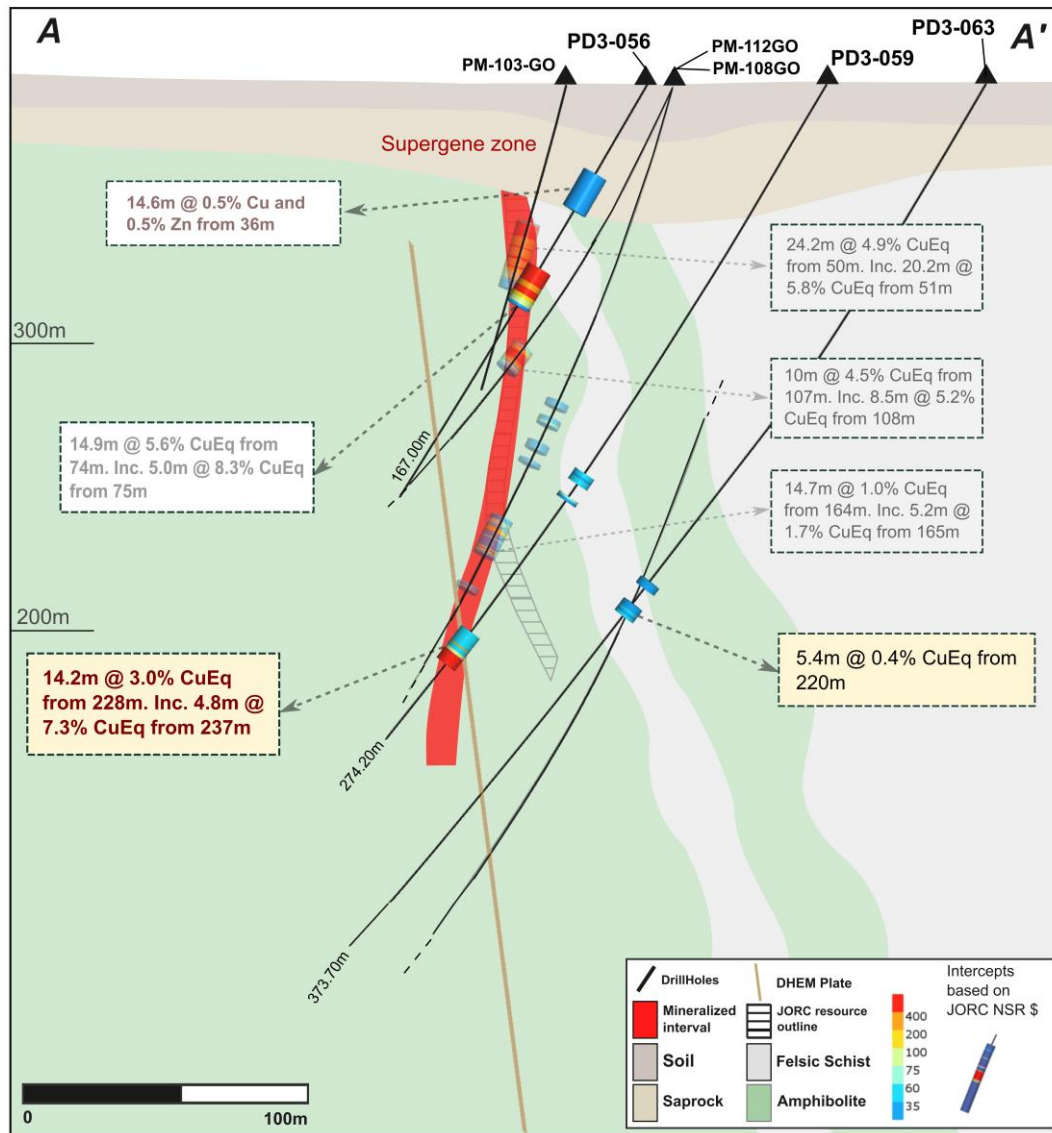 A
A'
PM-103-GO
PD3-056
PM-112GO
PM-108GO
PD3-059
PD3-063
Supergene zone
14.6m @ 0.5% Cu and
0.5% Zn from 36m
24.2m @ 4.9% CuEq
from 50m. Inc. 20.2m @
5.8% CuEq from 51m
300m
10m @ 4.5% CuEq from
107m. Inc. 8.5m @ 5.2%
CuEq from 108m
14.9m @ 5.6% CuEq from
74m. Inc. 5.0m @ 8.3% CuEq
from 75m
167.00m
14.7m @ 1.0% CuEq
from 164m. Inc. 5.2m @
1.7% CuEq from 165m
200m
14.2m @ 3.0% CuEq
from 228m. Inc. 4.8m @
7.3% CuEq from 237m
5.4m @ 0.4% CuEq from
220m
274.20m
373.70m
DrillHoles
DHEM Plate
Mineralized
interval
JORC resource
outline
Soil
Felsic Schist
Saprock
Amphibolite
400
200
100
75
60
35
Intercepts
based on
JORC NSR $
0
100m